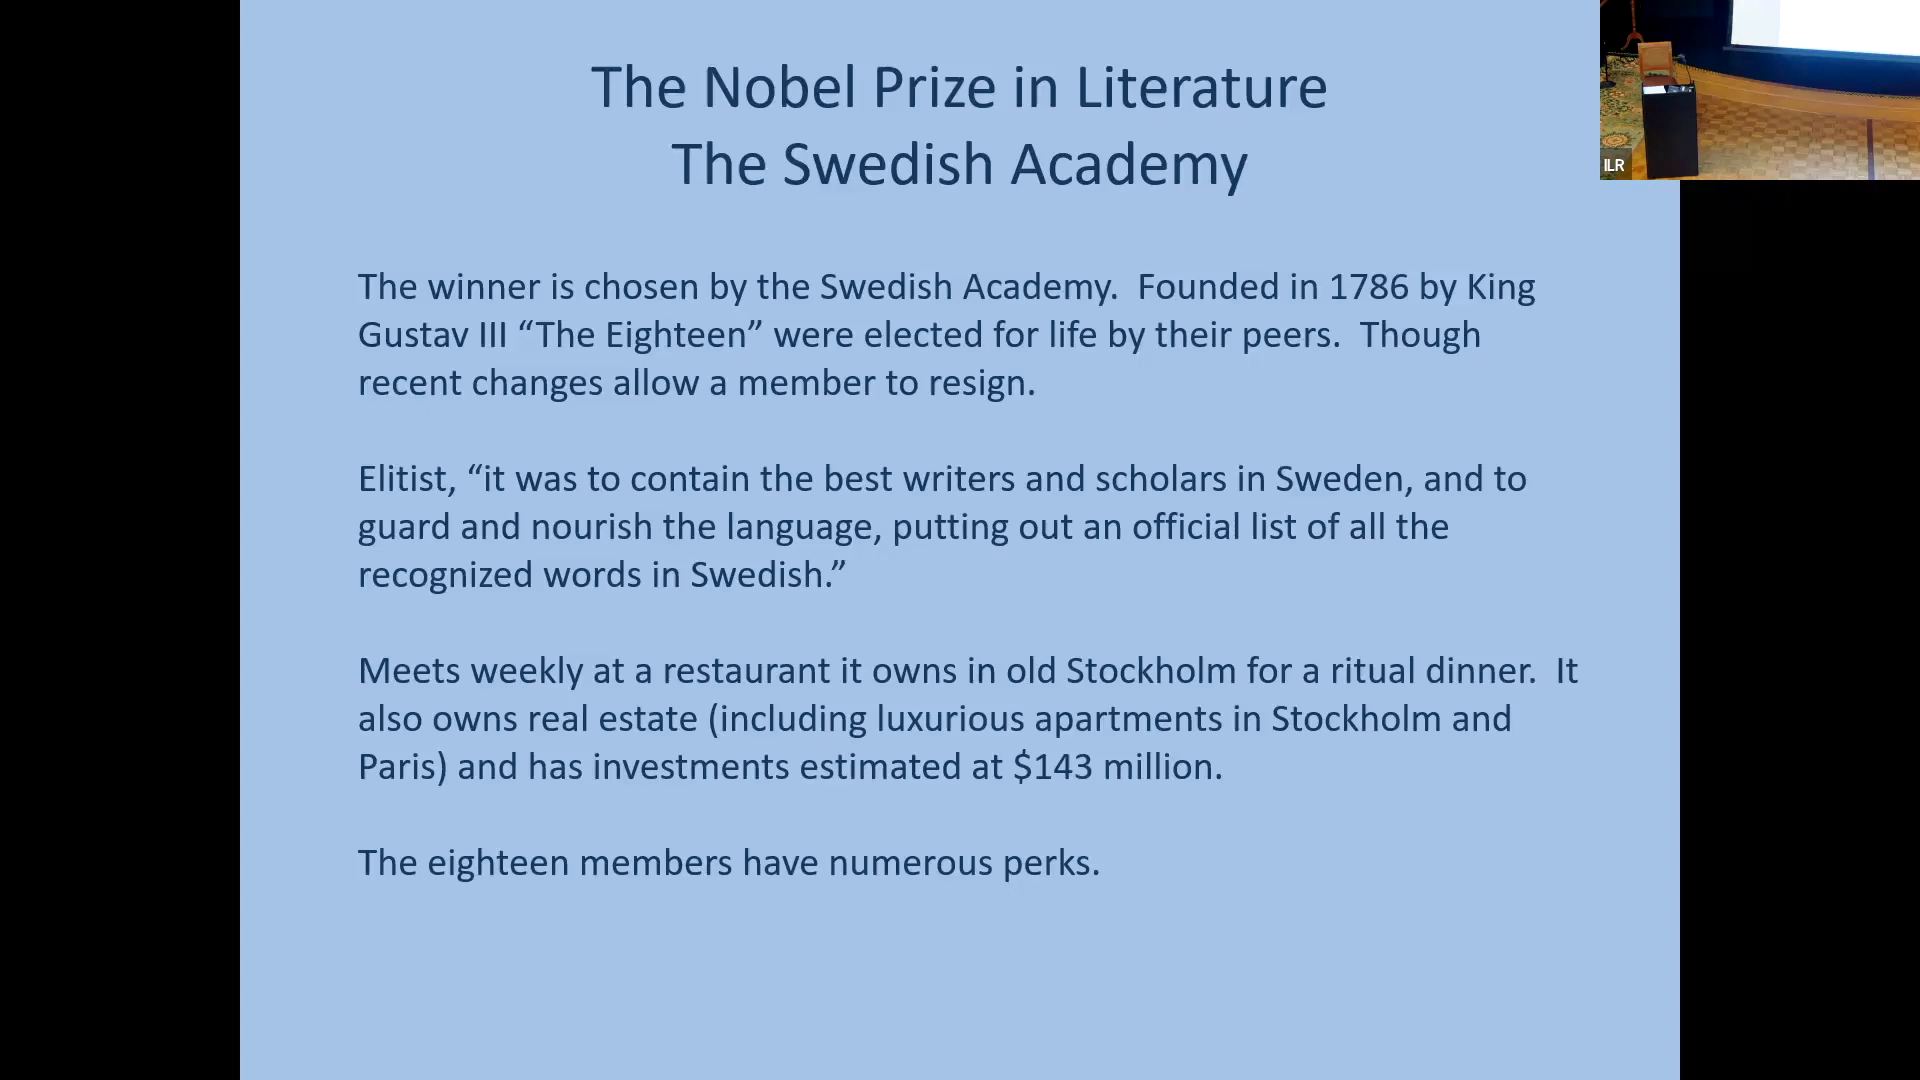 The Nobel Prize in Literature
The Swedish Academy
The winner is chosen by the Swedish Academy.  Founded in 1786 by King
Gustav III “The Eighteen” were elected for life by their peers.  Though
recent changes allow a member to resign.
Elitist, “it was to contain the best writers and scholars in Sweden, and to
guard and nourish the language, putting out an official list of all the
recognized words in Swedish.”
Meets weekly at a restaurant it owns in old Stockholm for a ritual dinner.  It
also owns real estate (including luxurious apartments in Stockholm and
Paris) and has investments estimated at $143 million.
The eighteen members have numerous perks.
ILR